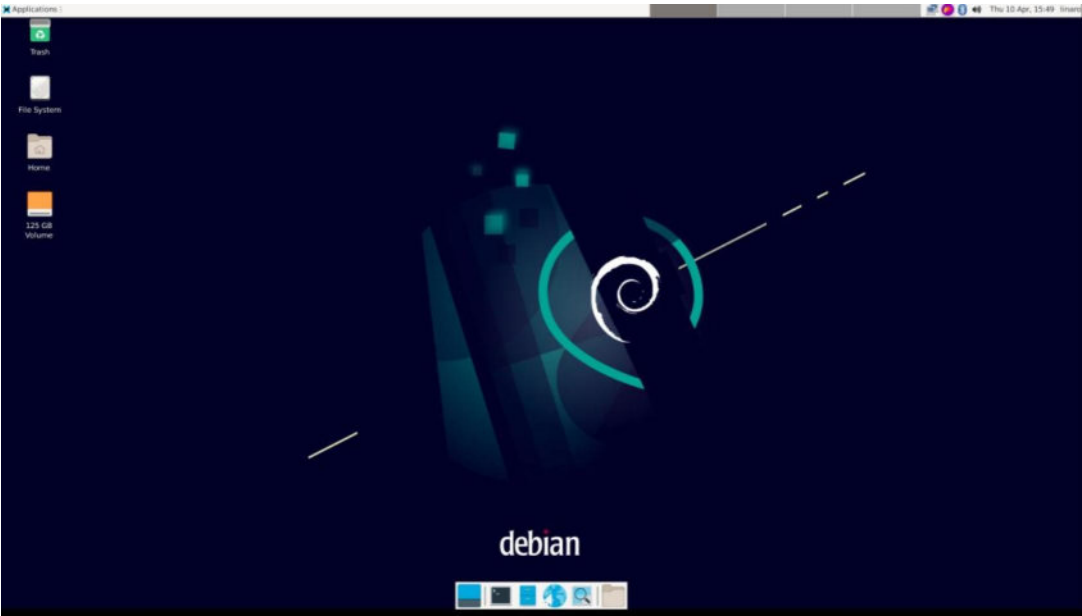 Applications
Thu 10 Apr, 15:49
Trash
File System
Home
125 GB
Volume
debian